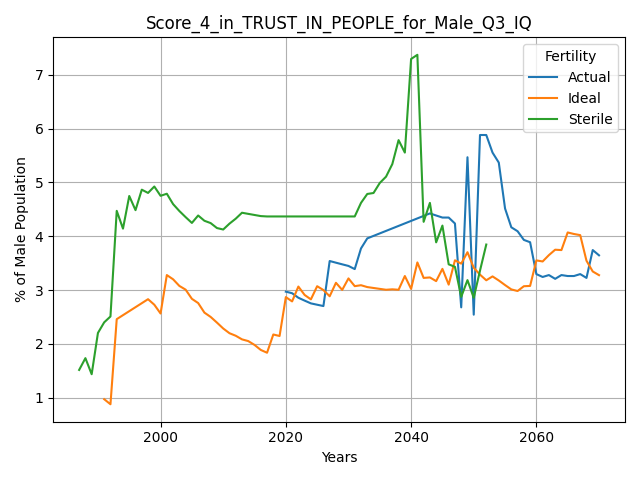 Score_4_in_TRUST_IN_PEOPLE_for_Male_Q3_IQ
Fertility
Actual
Ideal
Sterile
% of Male Population
7
6
5
4
3
2
1
2000
2020
2040
2060
Years